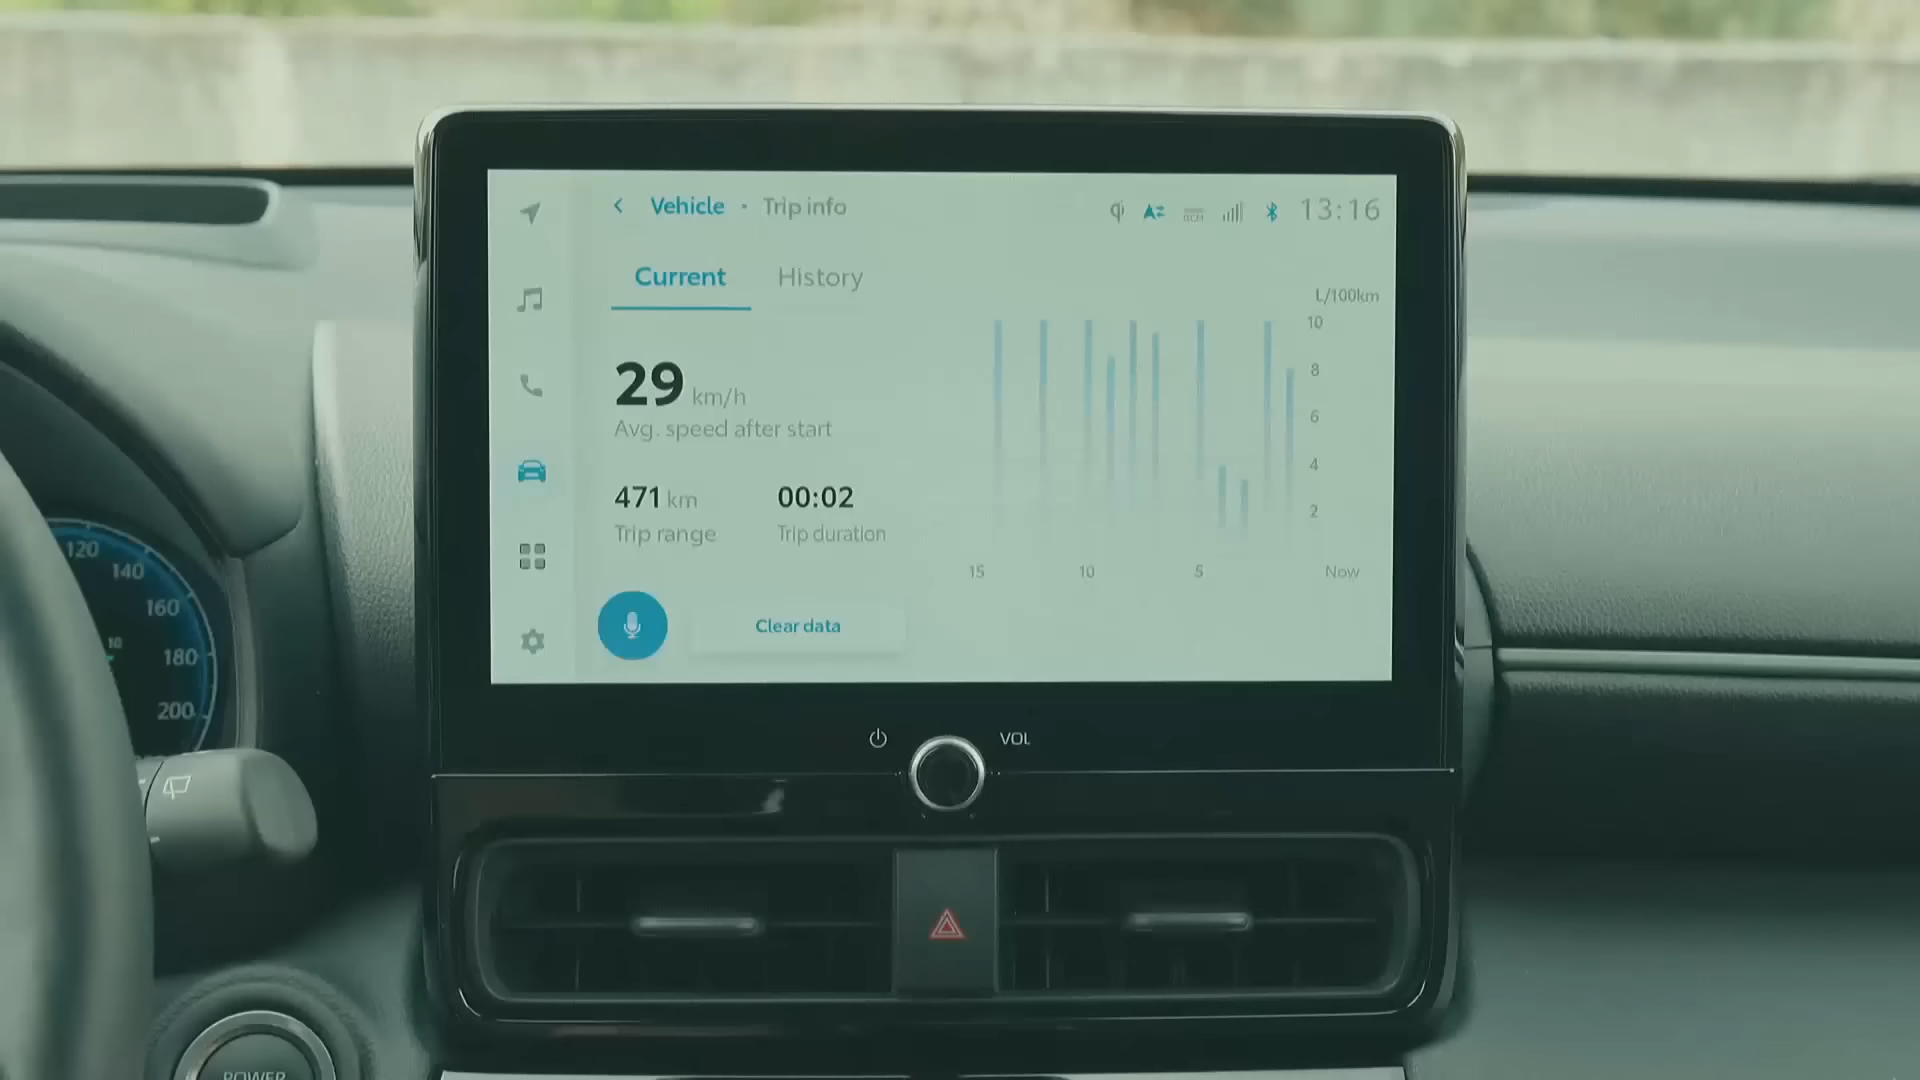 Vehicle · Trip info
13:16
Current History
L/100km
29 km/h
Avg. speed after start
471 km 00:02
Trip range Trip duration
10
8
6
4
2
15 10 5 Now
Clear data
VOL
120
140
160
180
200
10
POWER